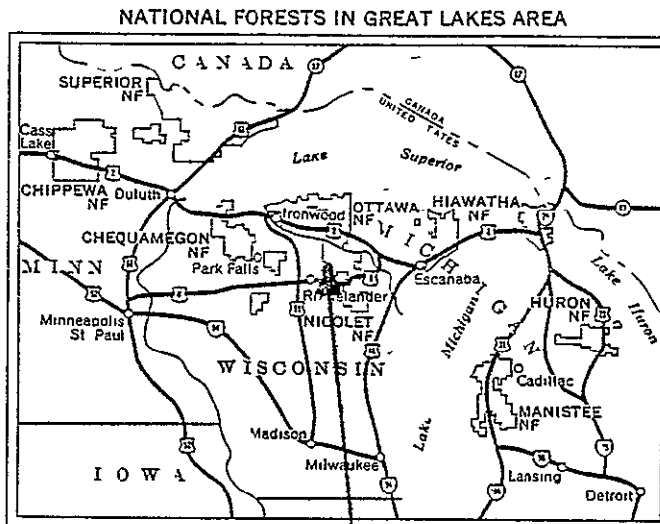 NATIONAL FORESTS IN GREAT LAKES AREA
CANADA
SUPERIOR
NF
CANADA
UNITED STATES
Cass
Lake
Lake Superior
CHIPPEWA
NF
Duluth
Ironwood
OTTAWA
NF
HIAWATHA
NF
CHEQUAMEGON
NF
MICHIGAN
Park Falls
Escanaba
Lake Huron
MINN
Rhinelander
HURON
NF
Minneapolis
St Paul
NICOLET
NF
Lake Michigan
WISCONSIN
Cadillac
MANISTEE
NF
Madison
Milwaukee
IOWA
Lansing
Detroit